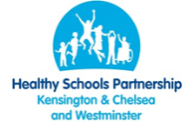 Healthy Schools Partnership
Kensington & Chelsea
and Westminster